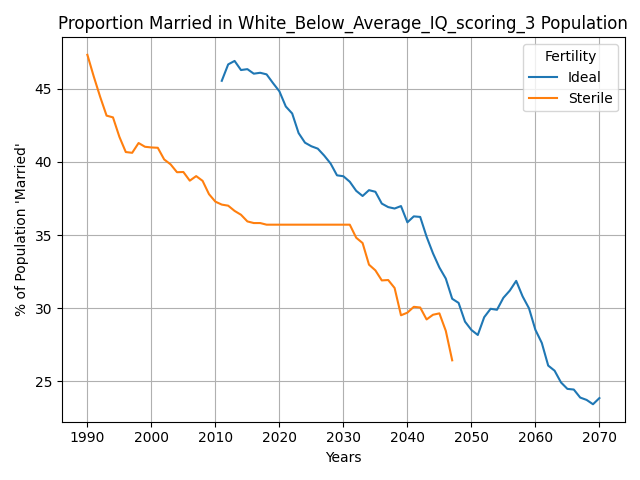 Proportion Married in White_Below_Average_IQ_scoring_3 Population
% of Population 'Married'
45
40
35
30
25
Fertility
Ideal
Sterile
1990 2000 2010 2020 2030 2040 2050 2060 2070
Years